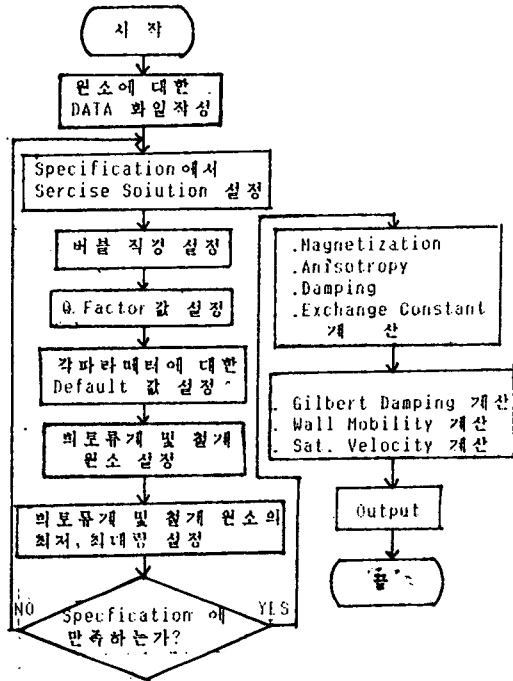 시 작
원소에 대한
DATA 화일작성
Specification에서
Sercise Soiution 설정
버블 직경 설정
Q.Factor 값 설정
각파라메터에 대한
Default 값 설정
희토류계 및 철계
원소 설정
희토류계 및 철계 원소의
최저,최대량 설정
NO
Specfication 에
만족하는가?
YES
.Magnetization
.Anisotropy
.Damping
.Exchange Constant
계 산
. Gilbert Damping 계산
. Wall Mobility 계산
. Sat. Velocity 계산
Output
끝